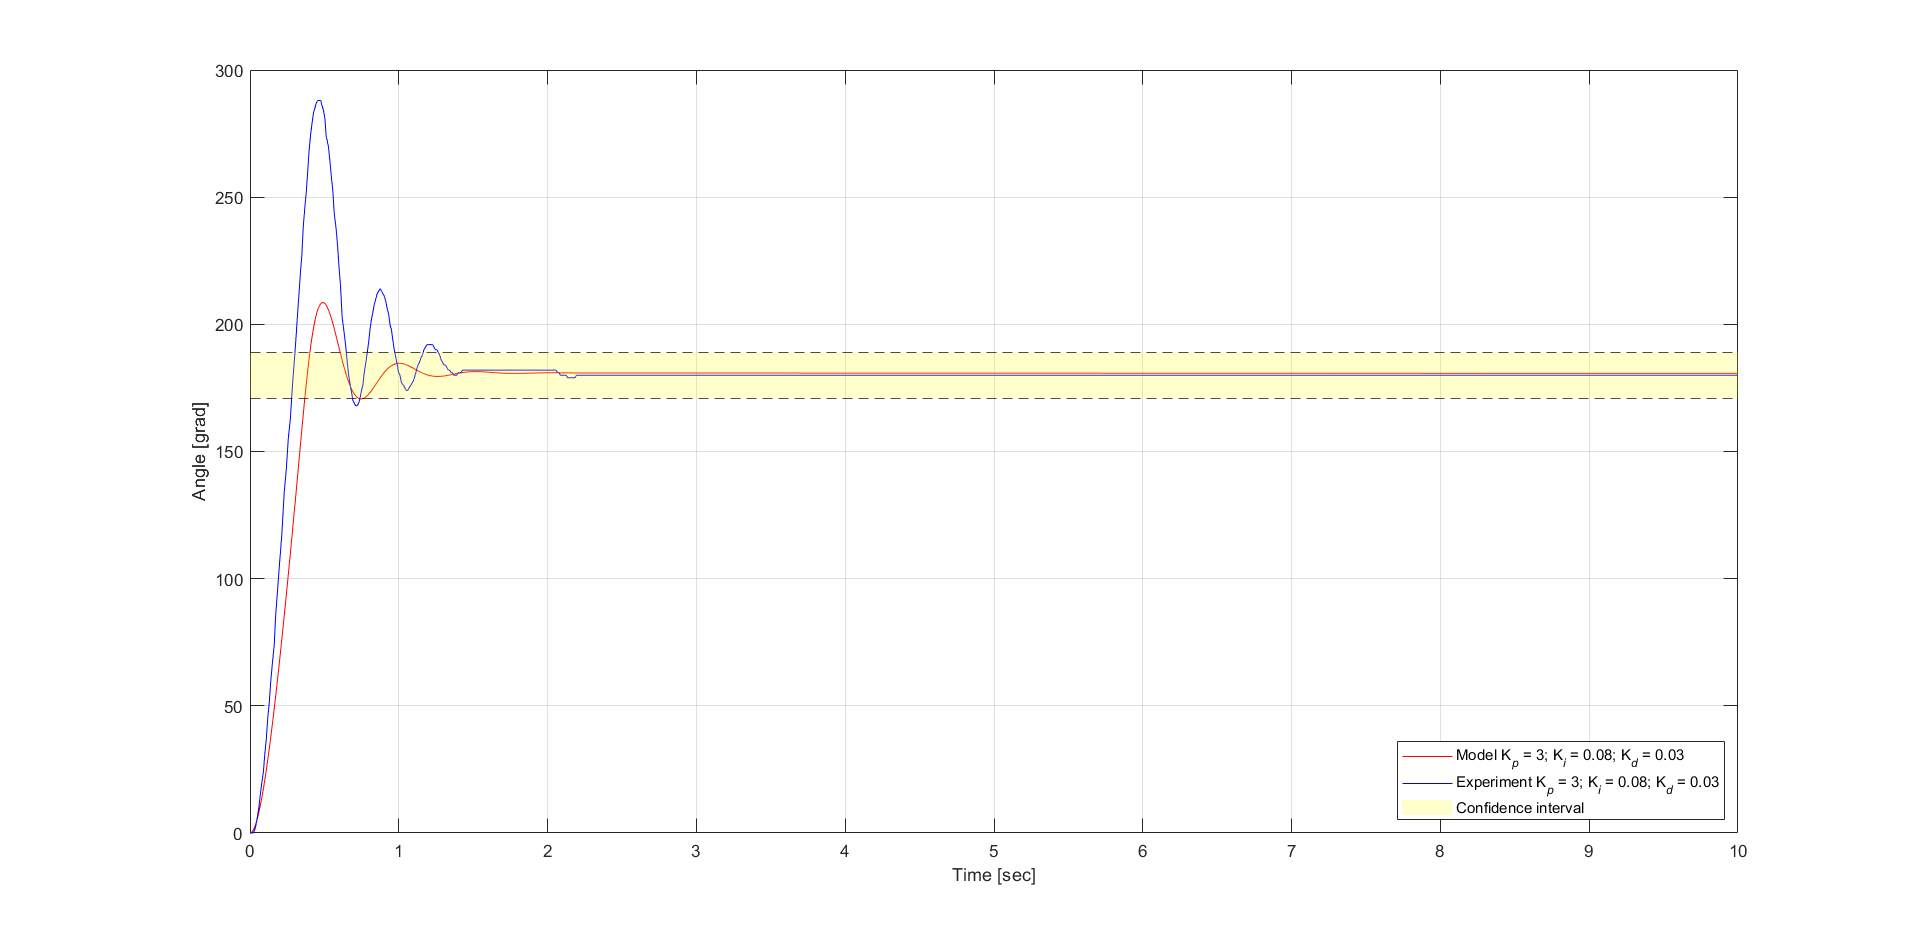 300
250
200
150
100
50
0
Angle [grad]
0 1 2 3 4 5 6 7 8 9 10
Time [sec]
Model Kp = 3; Ki = 0.08; Kd = 0.03
Experiment Kp = 3; Ki = 0.08; Kd = 0.03
Confidence interval